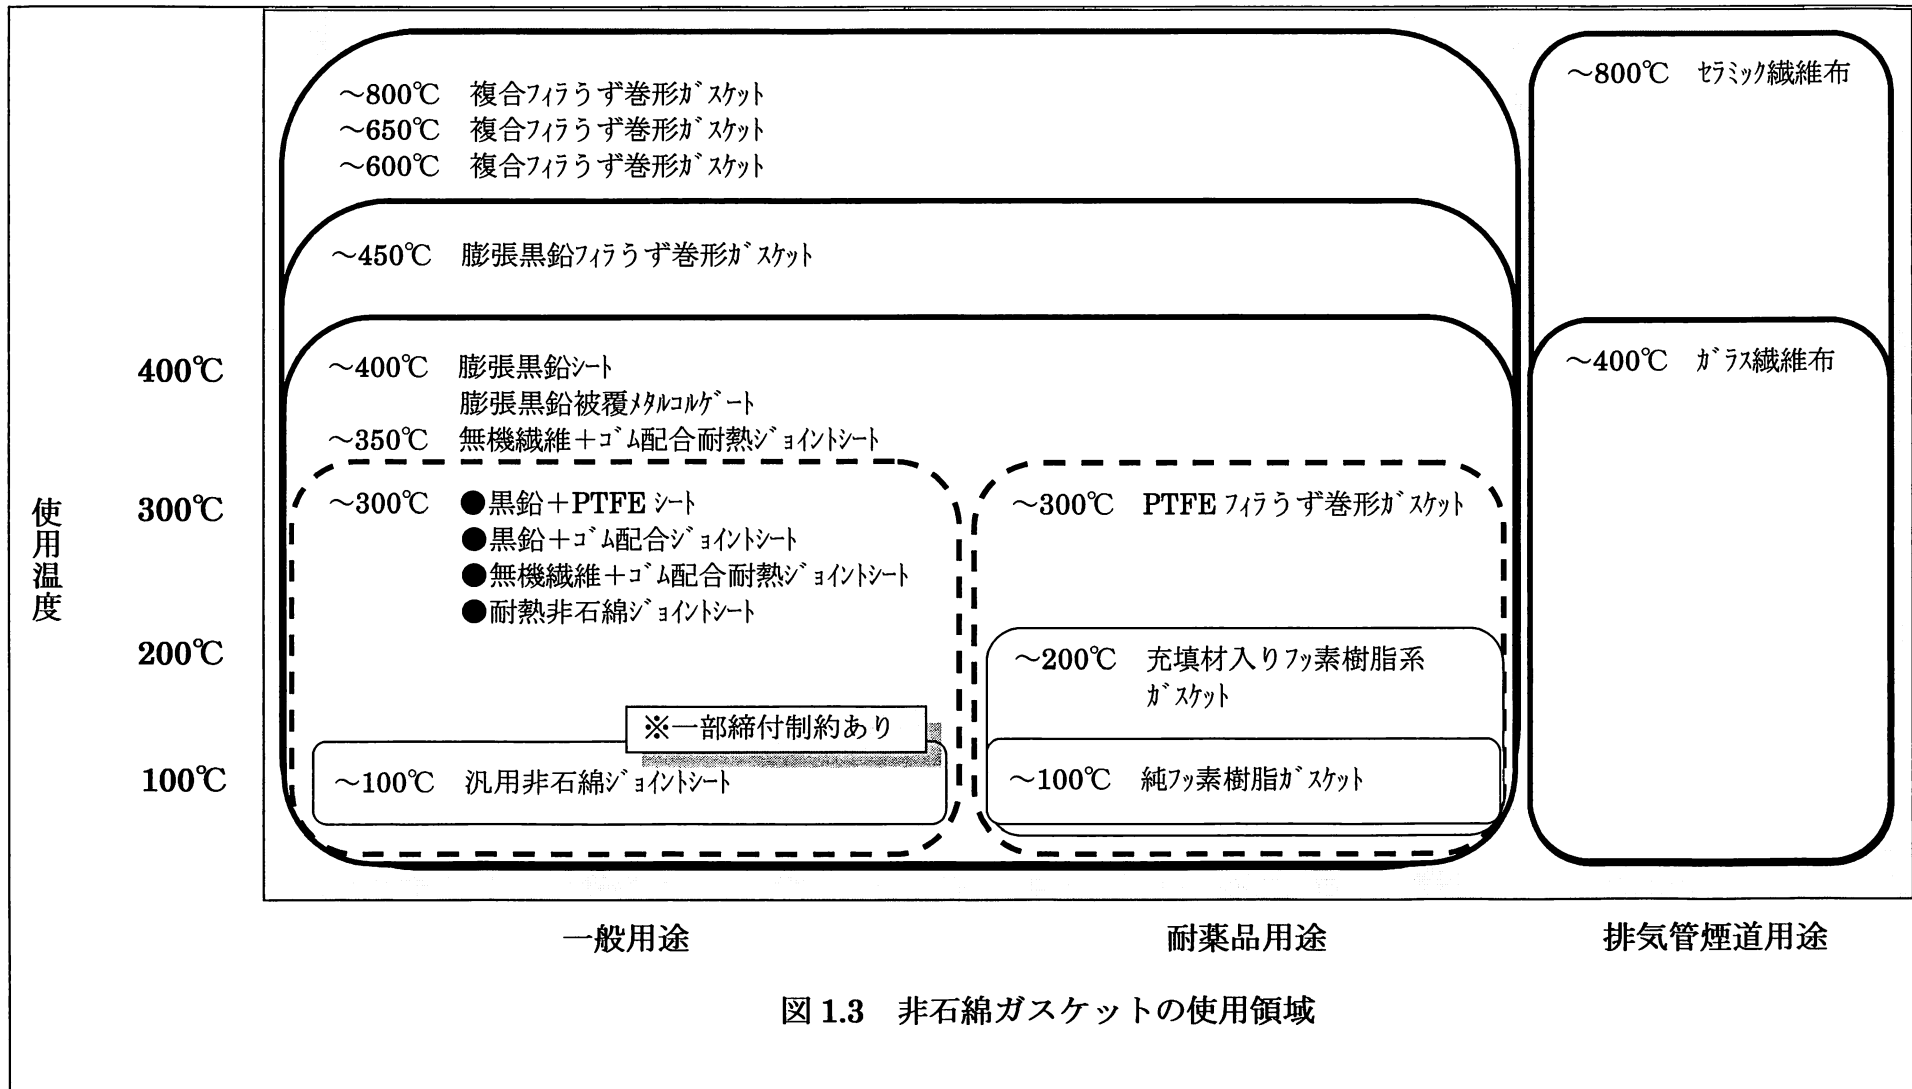 ~800℃ 複合フィラうず巻形ガスケット
~650℃ 複合フィラうず巻形ガスケット
~600℃ 複合フィラうず巻形ガスケット
~450℃ 膨張黒鉛フィラうず巻形ガスケット
~400℃ 膨張黒鉛シート
膨張黒鉛被覆メタルコルゲート
~350℃ 無機繊維+ゴム配合耐熱ジョイントシート
~300℃ ●黒鉛+PTFE シート
●黒鉛+ゴム配合ジョイントシート
●無機繊維+ゴム配合耐熱ジョイントシート
●耐熱非石綿ジョイントシート
※一部締付制約あり
~100℃ 汎用非石綿ジョイントシート
~300℃ PTFE フィラうず巻形ガスケット
~200℃ 充填材入りフッ素樹脂系
ガスケット
~100℃ 純フッ素樹脂ガスケット
~800℃ セラミック繊維布
~400℃ ガラス繊維布
使用温度
400℃
300℃
200℃
100℃
一般用途
耐薬品用途
排気管煙道用途
図 1.3 非石綿ガスケットの使用領域